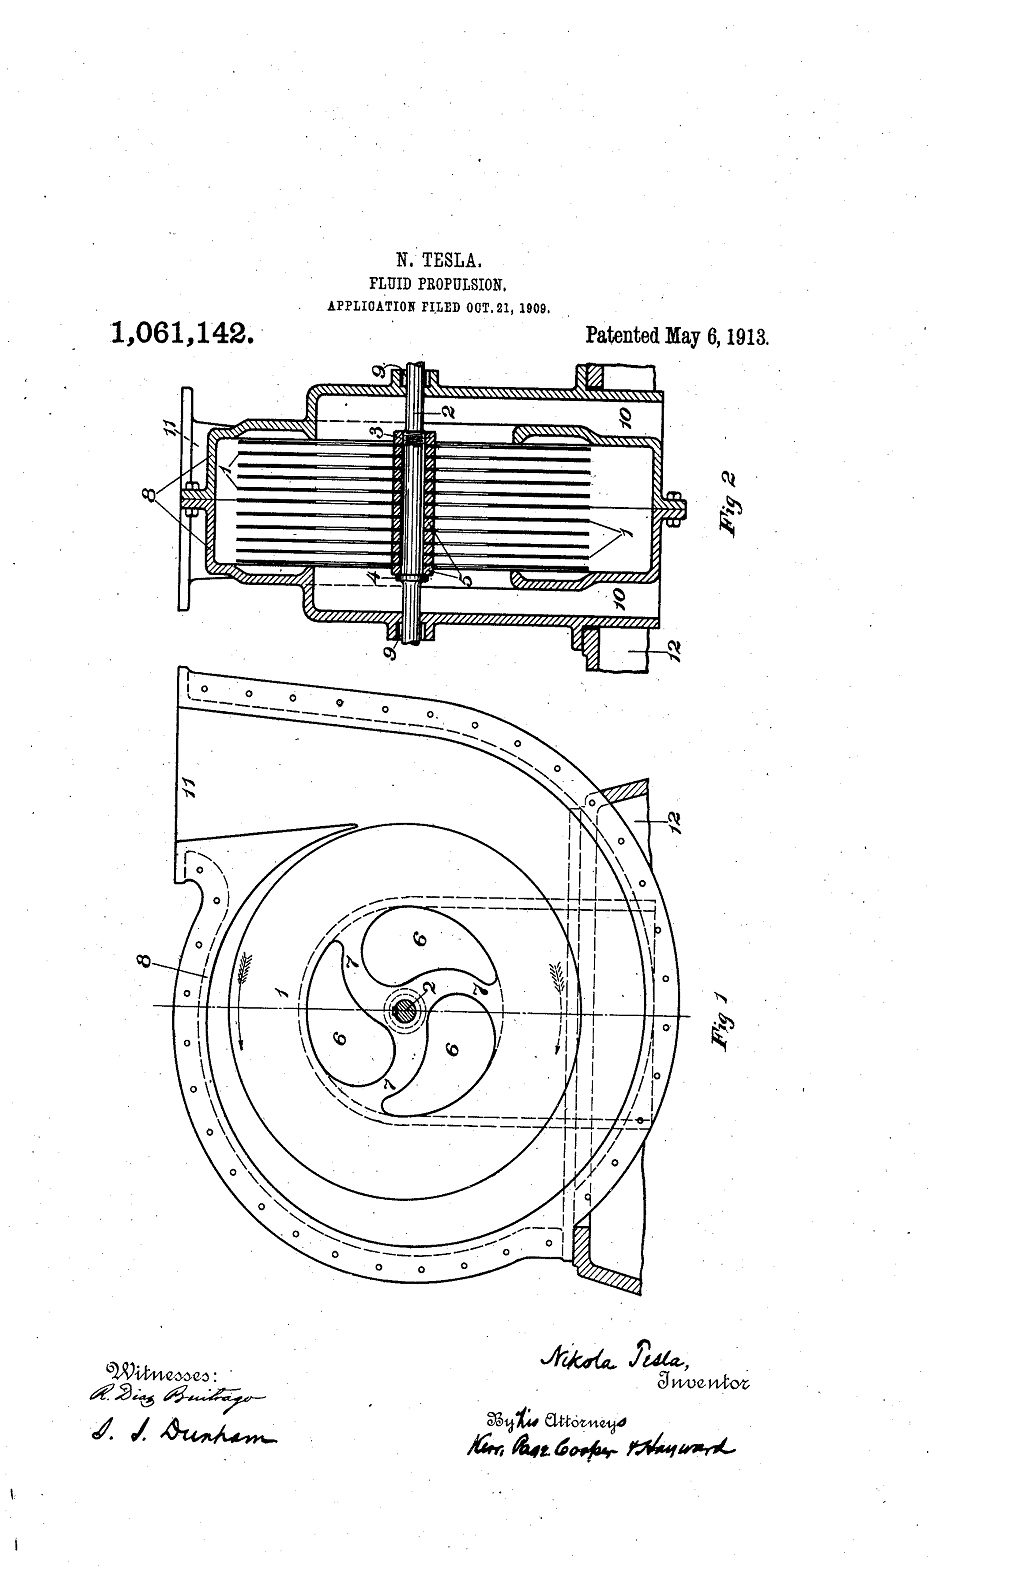 N. TESLA.
FLUID PROPULSION.
APPLICATION FILED OCT. 21, 1909.
1,061,142.
Patented May 6, 1913.
9
2
10
3
11
1
8
1
4
5
10
9
12
Fig 2
11
12
8
1
6
7
7
2
6
6
7
Fig 1
Witnesses:
R. Diaz Buitrago
Dunham
Nikola Tesla,
Inventor
By his Attorneys
Kerr, Page Cooper & Hayward